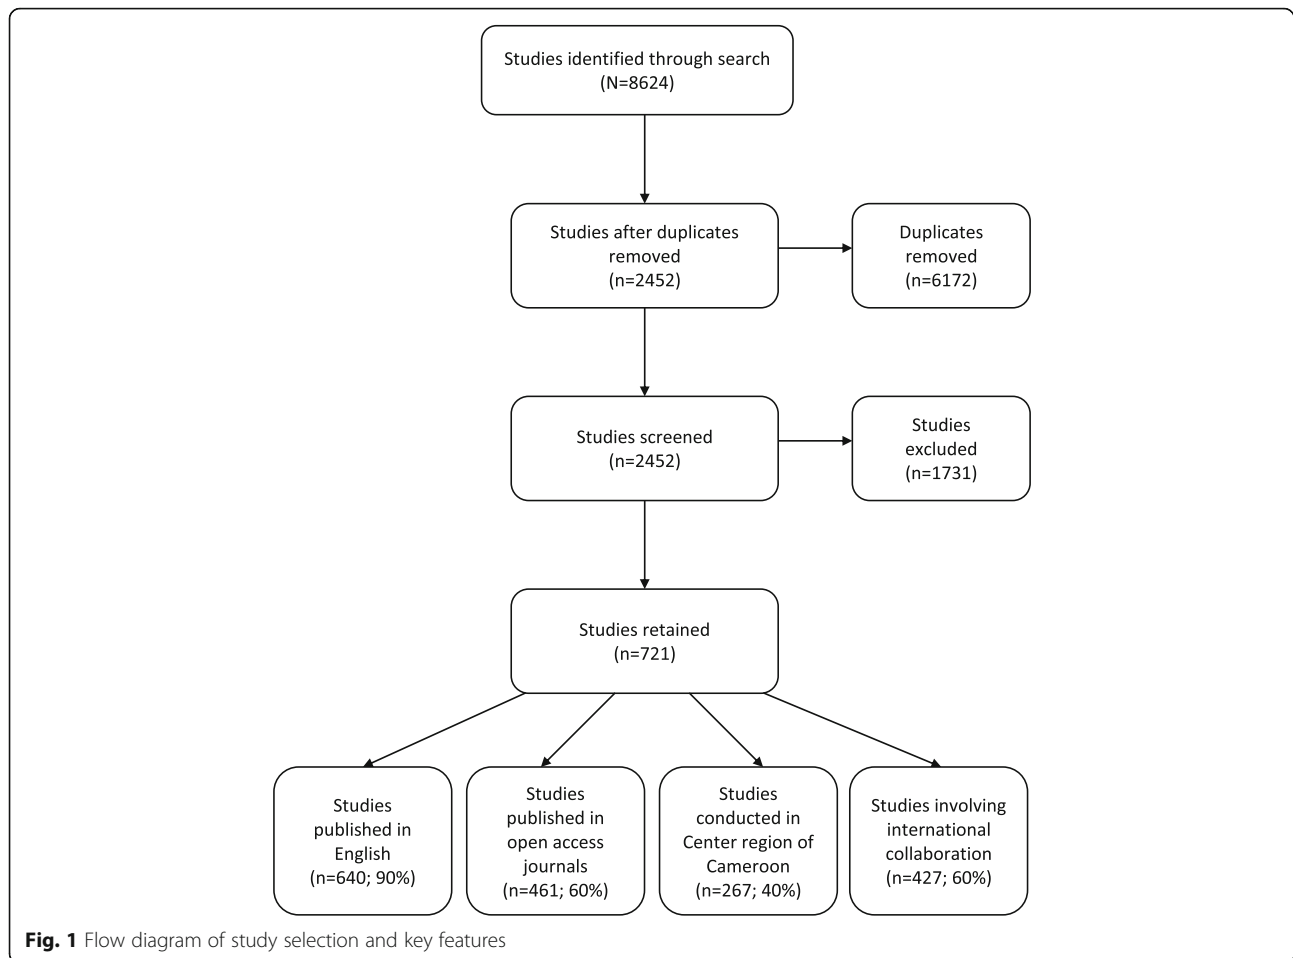 Studies identified through search
(N=8624)
Studies after duplicates
removed
(n=2452)
Duplicates
removed
(n=6172)
Studies screened
(n=2452)
Studies
excluded
(n=1731)
Studies retained
(n=721)
Studies
published in
English
(n=640; 90%)
Studies
published in
open access
journals
(n=461; 60%)
Studies
conducted in
Center region of
Cameroon
(n=267; 40%)
Studies involving
international
collaboration
(n=427; 60%)
Fig. 1 Flow diagram of study selection and key features